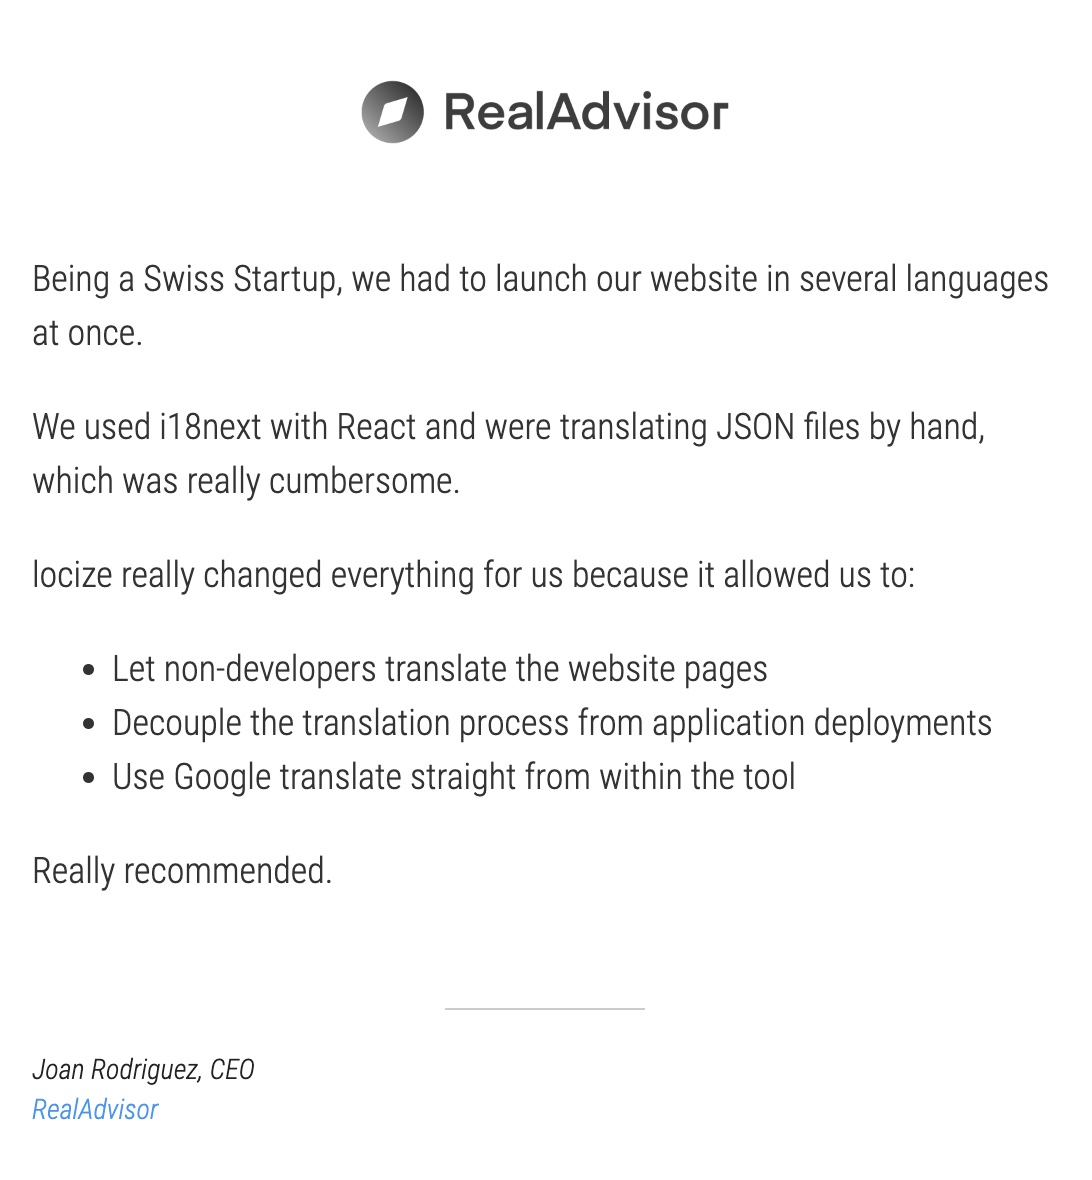 RealAdvisor
Being a Swiss Startup, we had to launch our website in several languages
at once.
We used i18next with React and were translating JSON files by hand,
which was really cumbersome.
locize really changed everything for us because it allowed us to:
• Let non-developers translate the website pages
• Decouple the translation process from application deployments
• Use Google translate straight from within the tool
Really recommended.
Joan Rodriguez, CEO
RealAdvisor